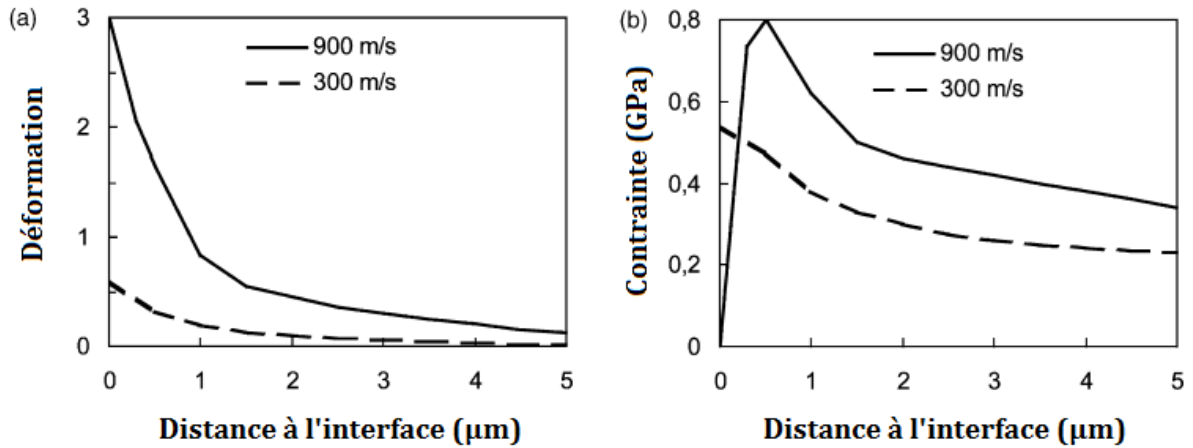 (a)
3
2
1
0
Déformation
900 m/s
300 m/s
0 1 2 3 4 5
Distance à l'interface (µm)
(b)
0,8
0,6
0,4
0,2
0
Contrainte (GPa)
900 m/s
300 m/s
0 1 2 3 4 5
Distance à l'interface (µm)